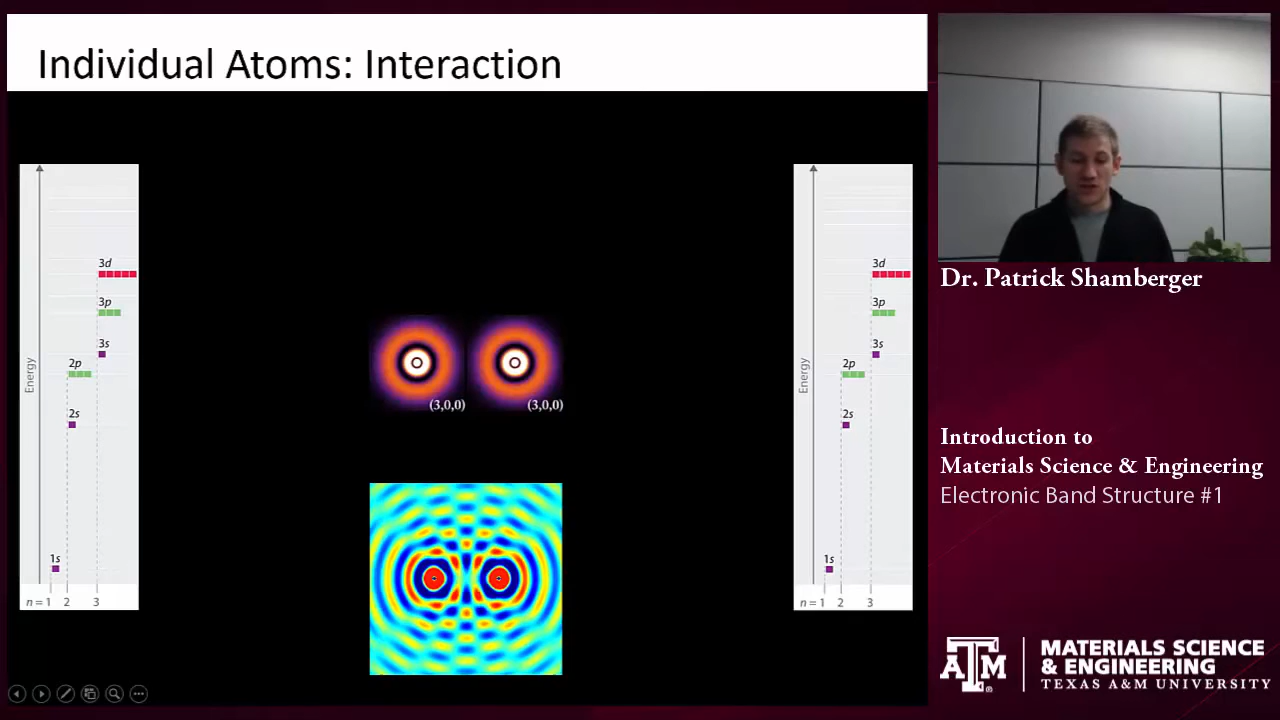 Individual Atoms: Interaction
Energy
3d
3p
3s
2p
2s
1s
n = 1 2 3
(3,0,0)
(3,0,0)
Energy
3d
3p
3s
2p
2s
1s
n = 1 2 3
Dr. Patrick Shamberger
Introduction to
Materials Science & Engineering
Electronic Band Structure #1
ATM
MATERIALS SCIENCE
& ENGINEERING
TEXAS A&M UNIVERSITY